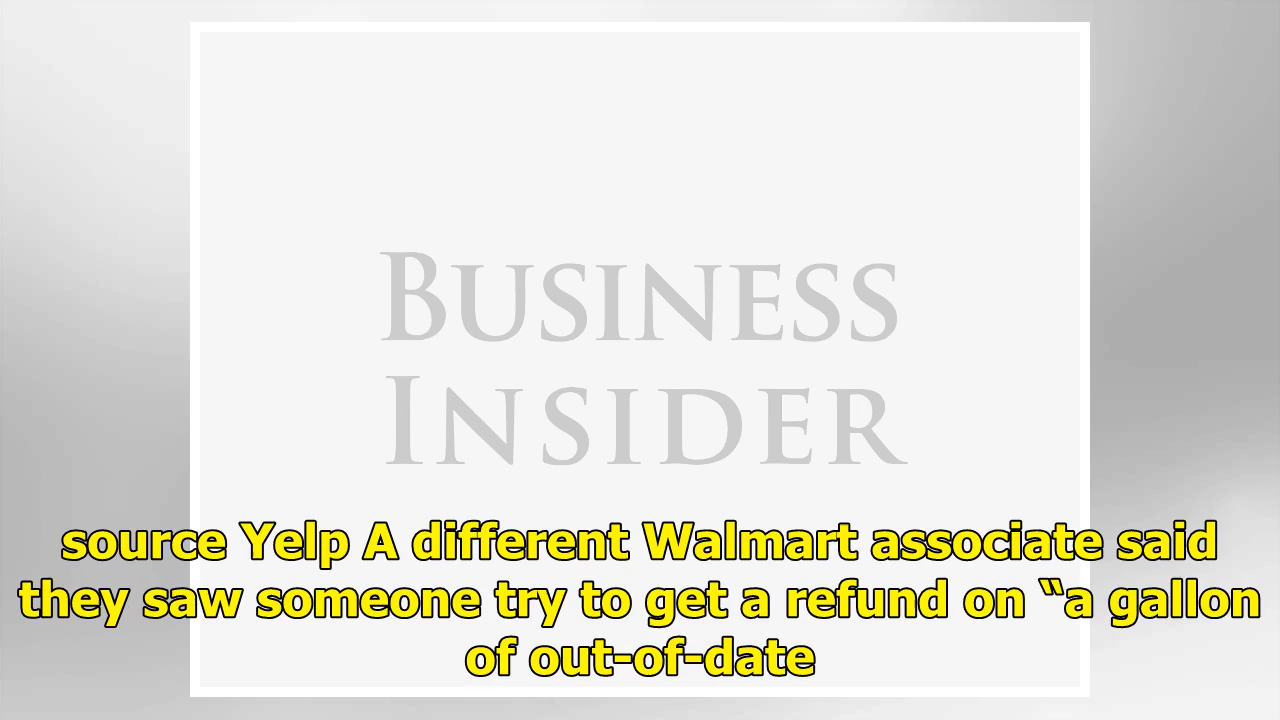 BUSINESS
INSIDER
source Yelp A different Walmart associate said
they saw someone try to get a refund on “a gallon
of out-of-date